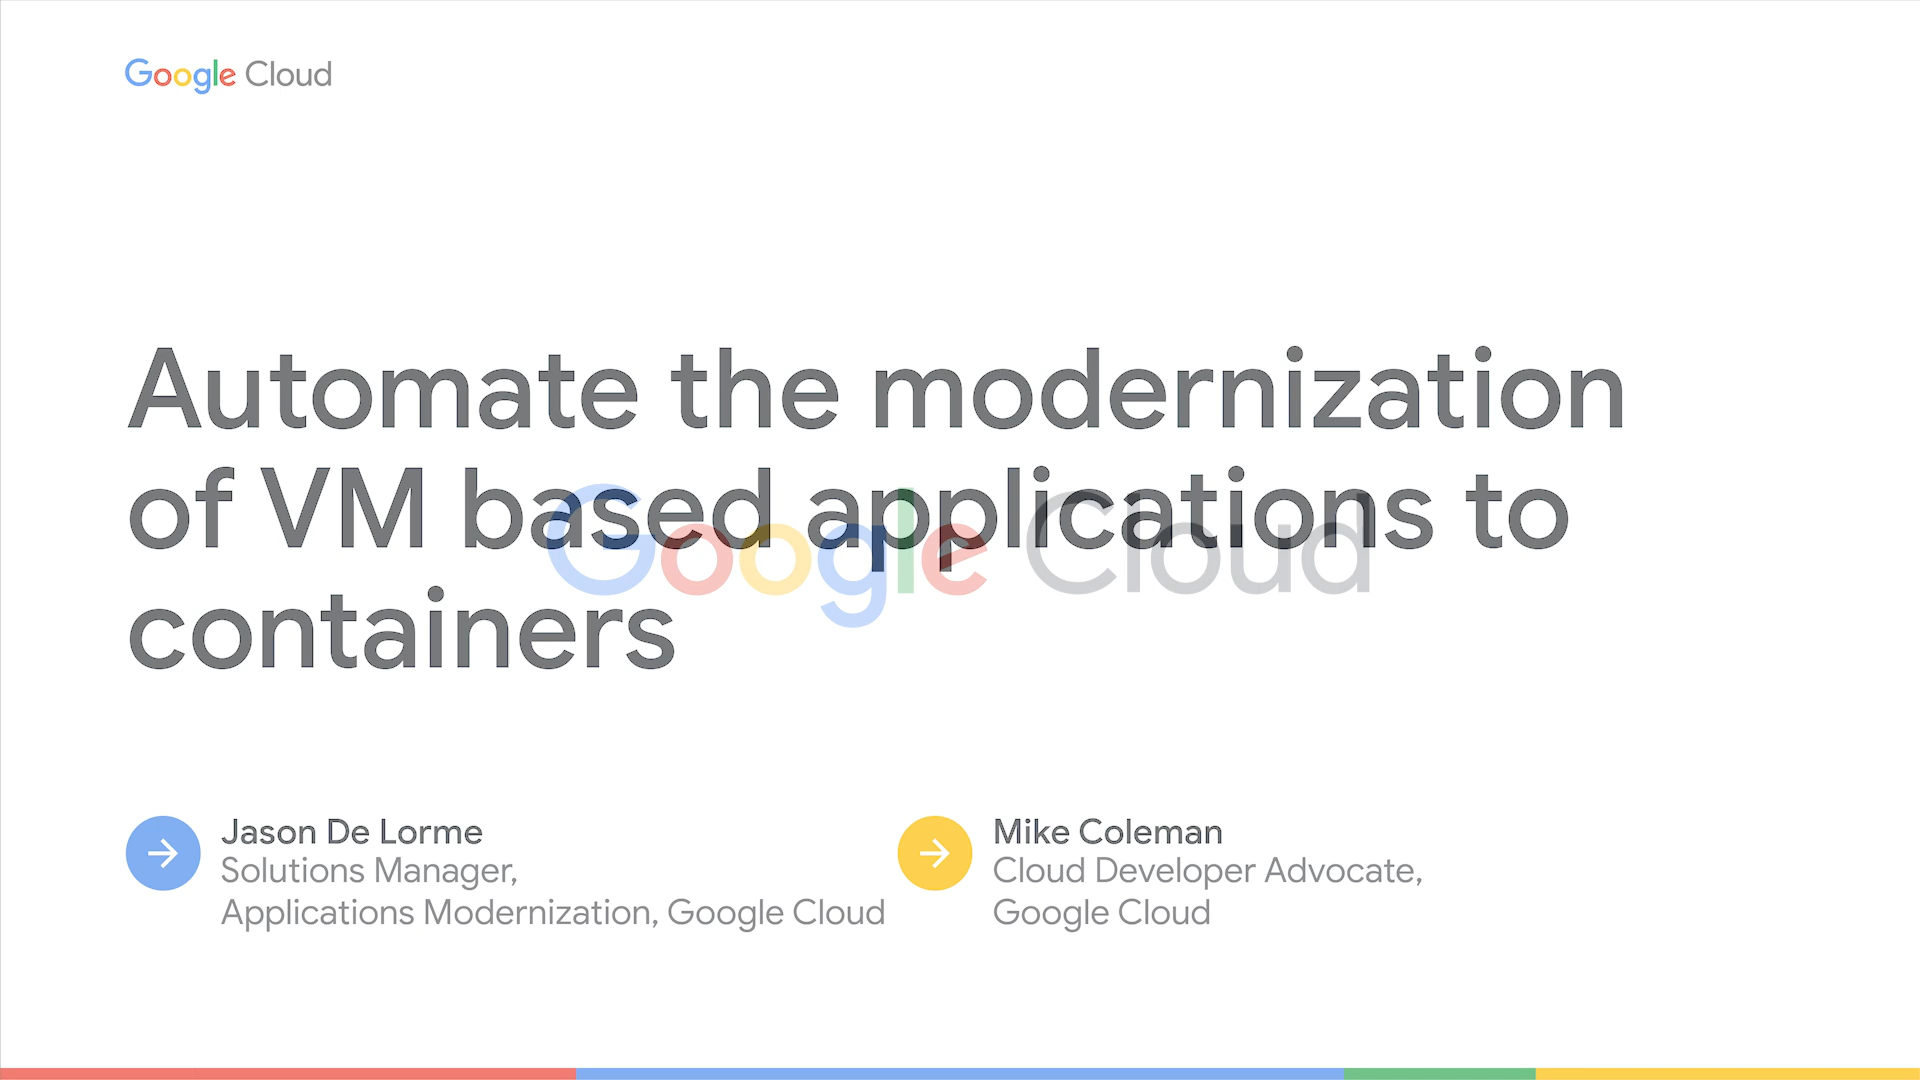 Google Cloud
Automate the modernization
of VM based applications to
containers
Google Cloud
Jason De Lorme
Solutions Manager,
Applications Modernization, Google Cloud
Mike Coleman
Cloud Developer Advocate,
Google Cloud